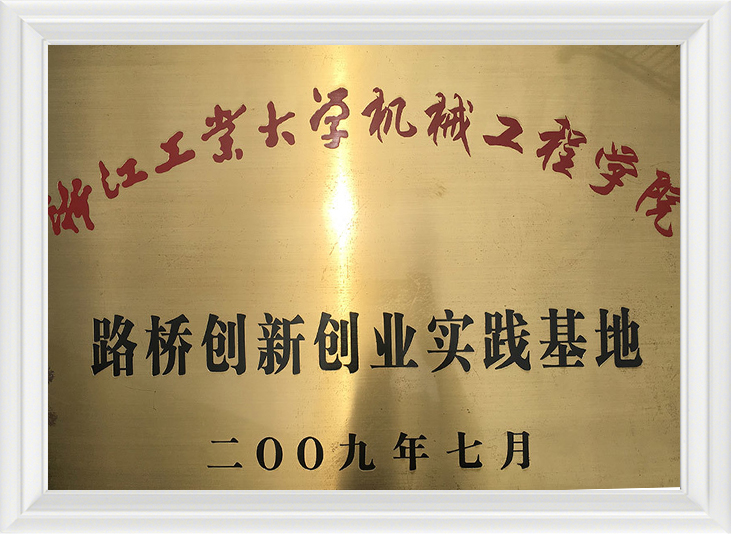 浙江工業大学机械工程学院
路桥创新创业实践基地
二OO九年七月